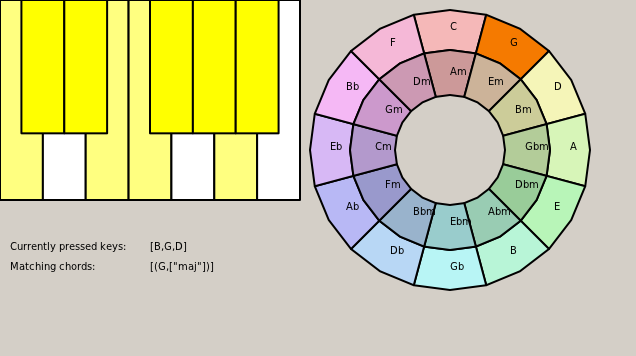 C
F
G
Am
Dm
Em
Bb
D
Gm
Bm
Eb
Cm
Gbm
A
Fm
Dbm
Ab
Bbm
Ebm
Abm
E
Db
B
Gb
Currently pressed keys: [B,G,D]
Matching chords: [(G,["maj"])]